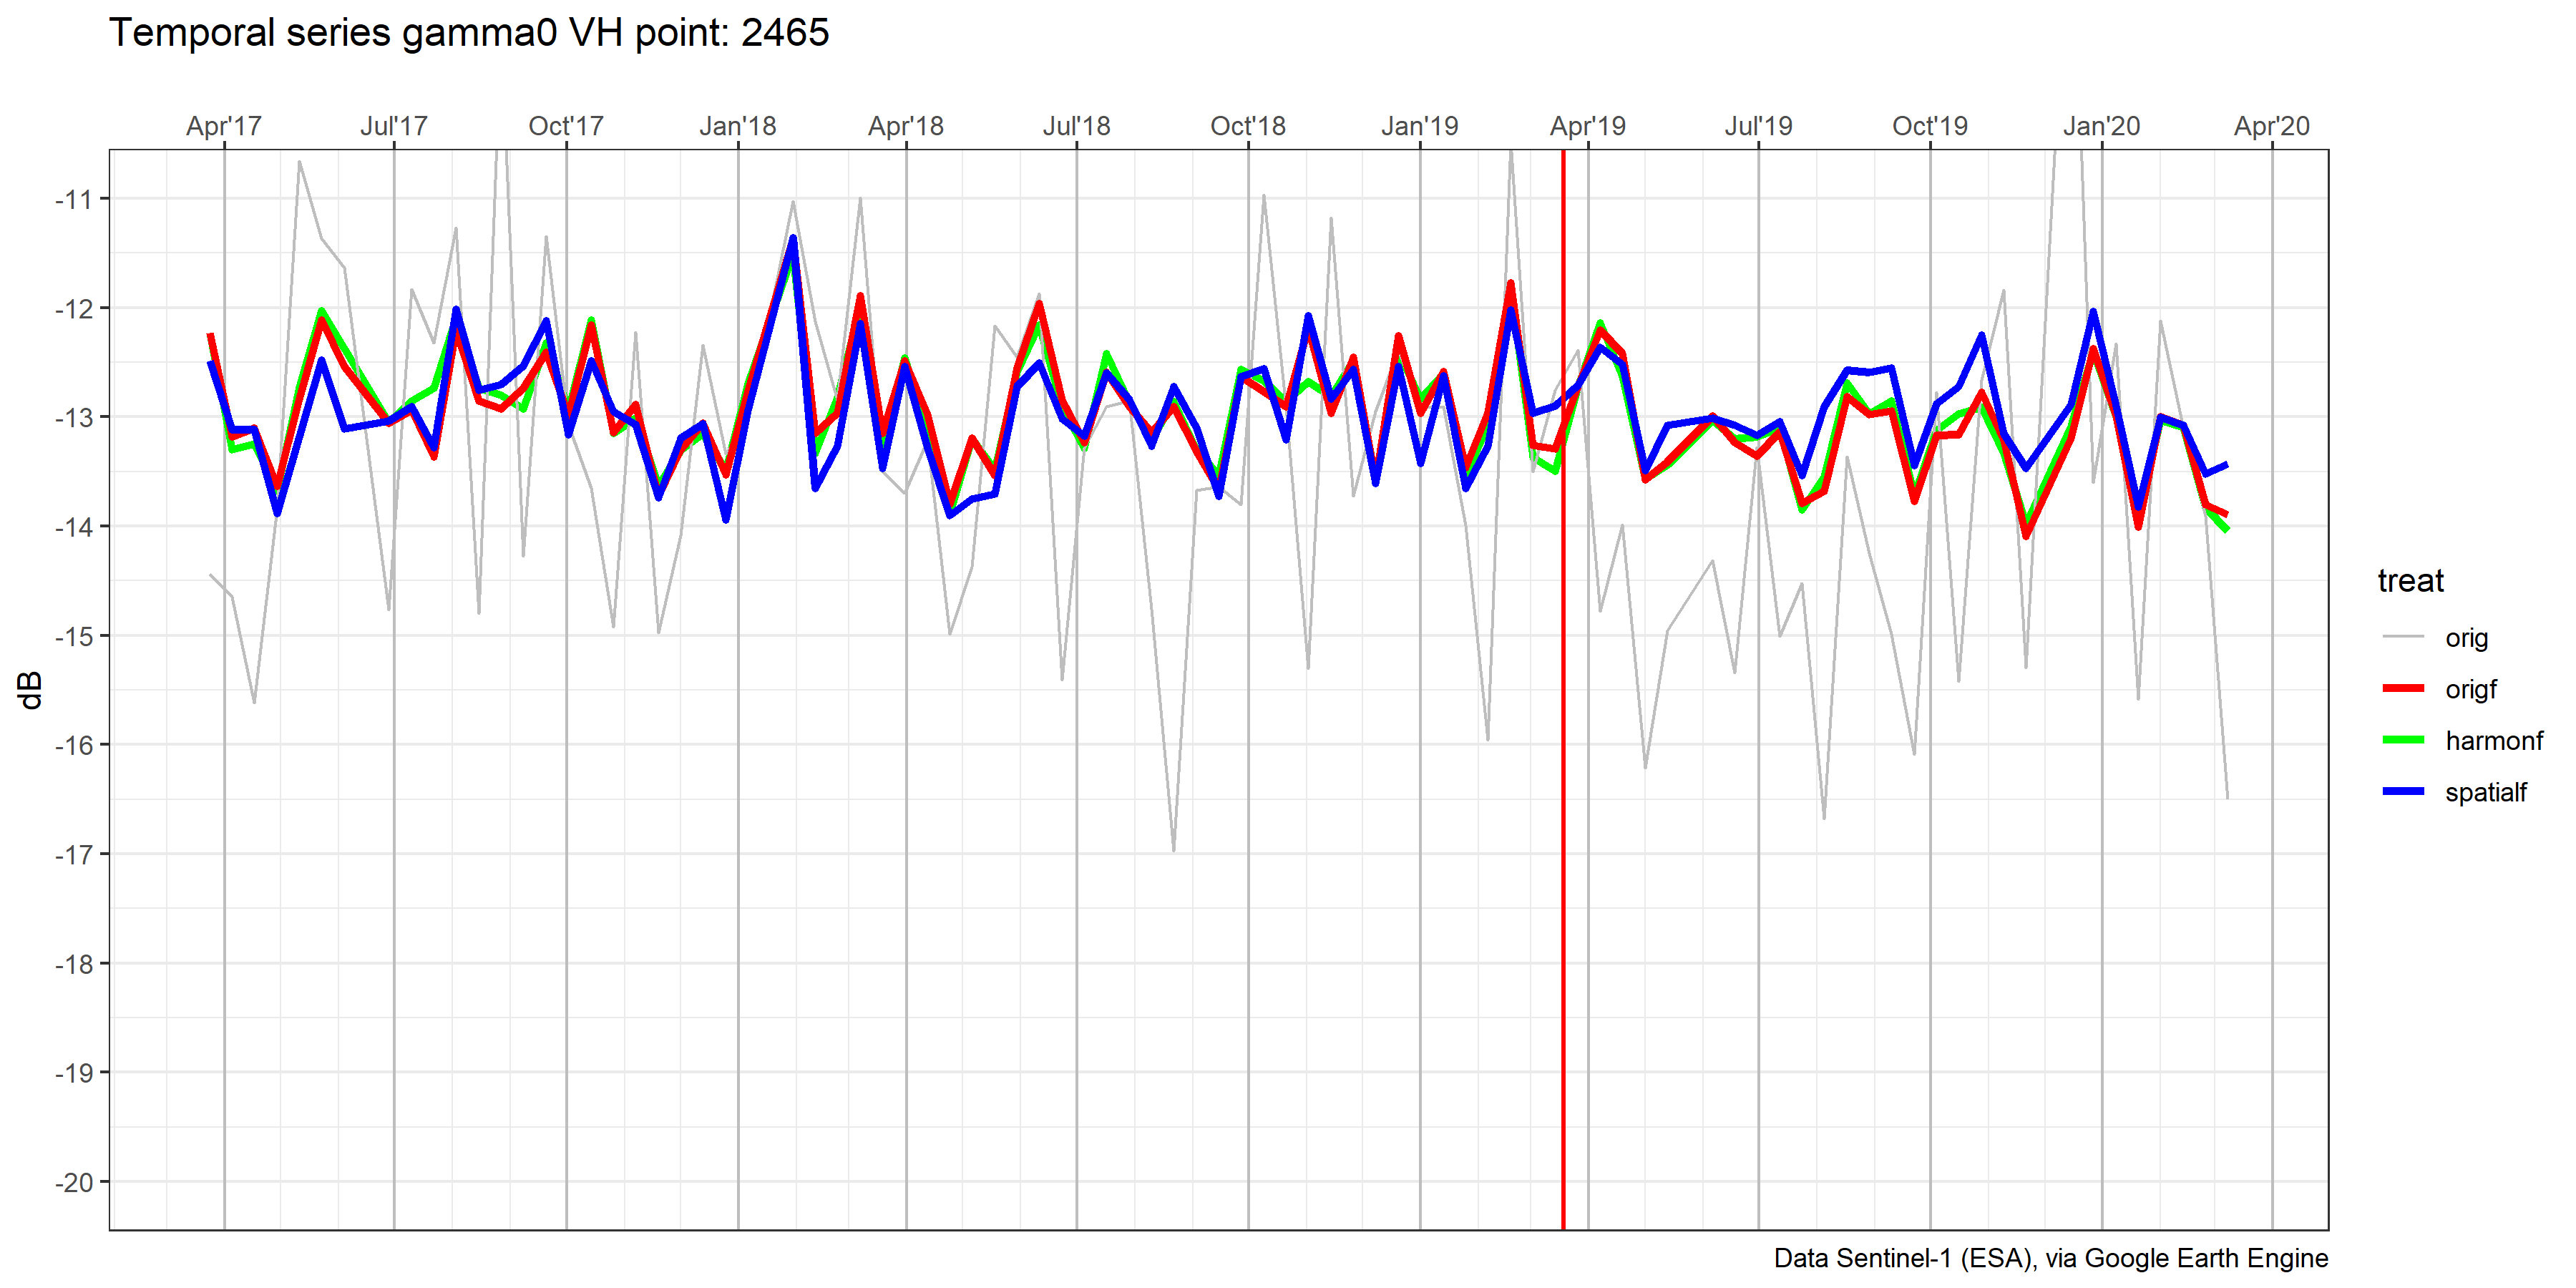 Temporal series gamma0 VH point: 2465
Apr'17 Jul'17 Oct'17 Jan'18 Apr'18 Jul'18 Oct'18 Jan'19 Apr'19 Jul'19 Oct'19 Jan'20 Apr'20
-11
-12
-13
-14
-15
-16
-17
-18
-19
-20
dB
treat
orig
origf
harmonf
spatialf
Data Sentinel-1 (ESA), via Google Earth Engine